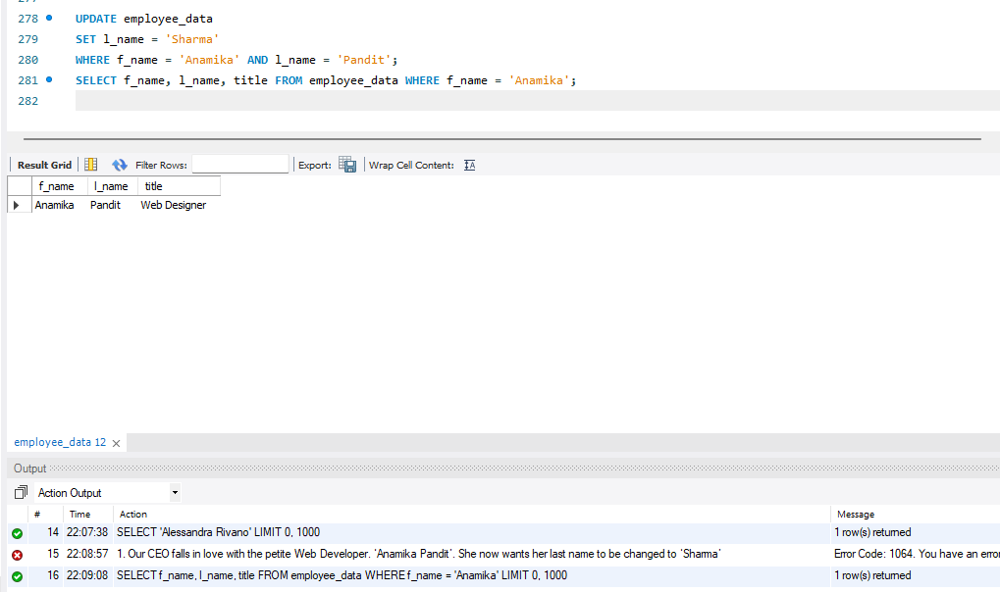 278 UPDATE employee_data
279 SET l_name = 'Sharma'
280 WHERE f_name = 'Anamika' AND l_name = 'Pandit';
281 SELECT f_name, l_name, title FROM employee_data WHERE f_name = 'Anamika';
282
Result Grid Filter Rows: Export: Wrap Cell Content:
f_name l_name title
Anamika Pandit Web Designer
employee_data 12
Output
Action Output
# Time Action Message
14 22:07:38 SELECT 'Alessandra Rivano' LIMIT 0, 1000 1 row(s) returned
15 22:08:57 1. Our CEO falls in love with the petite Web Developer. `Anamika Pandit`. She now wants her last name to be changed to `Sharma` Error Code: 1064. You have an erro
16 22:09:08 SELECT f_name, l_name, title FROM employee_data WHERE f_name = 'Anamika' LIMIT 0, 1000 1 row(s) returned